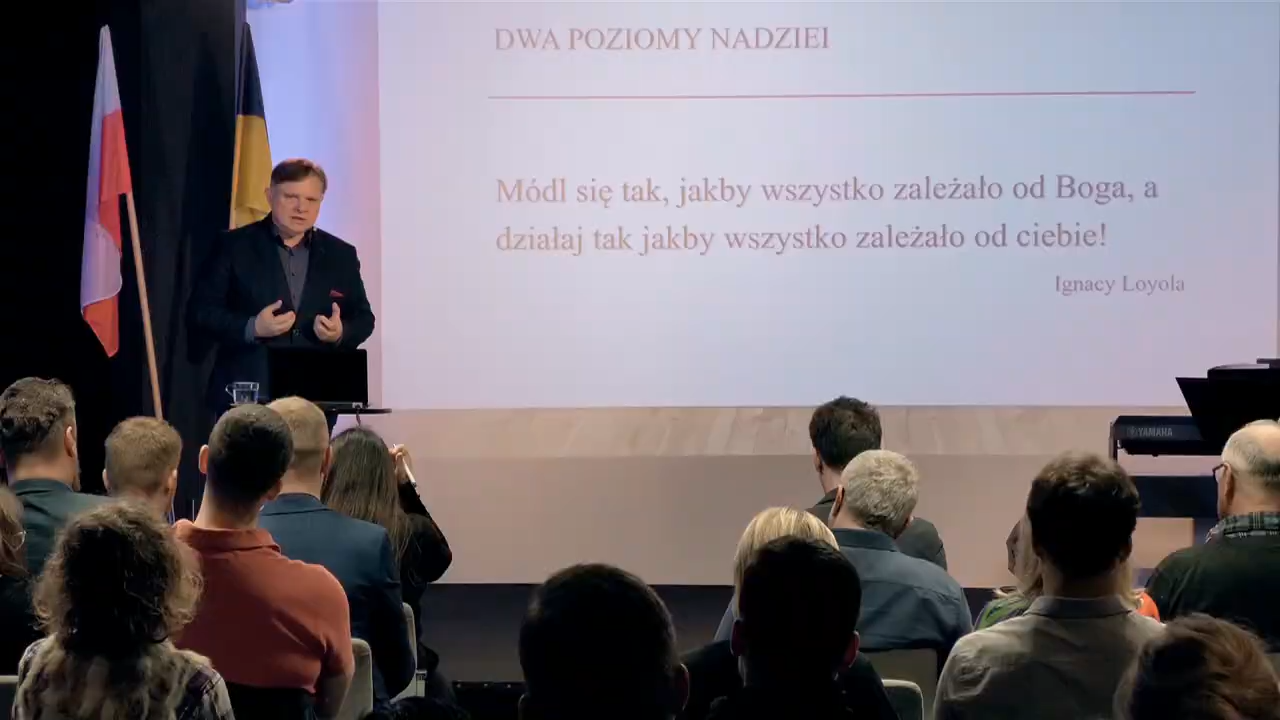 DWA POZIOMY NADZIEI
Módl się tak, jakby wszystko zależało od Boga, a
działaj tak jakby wszystko zależało od ciebie!
Ignacy Loyola
YAMAHA